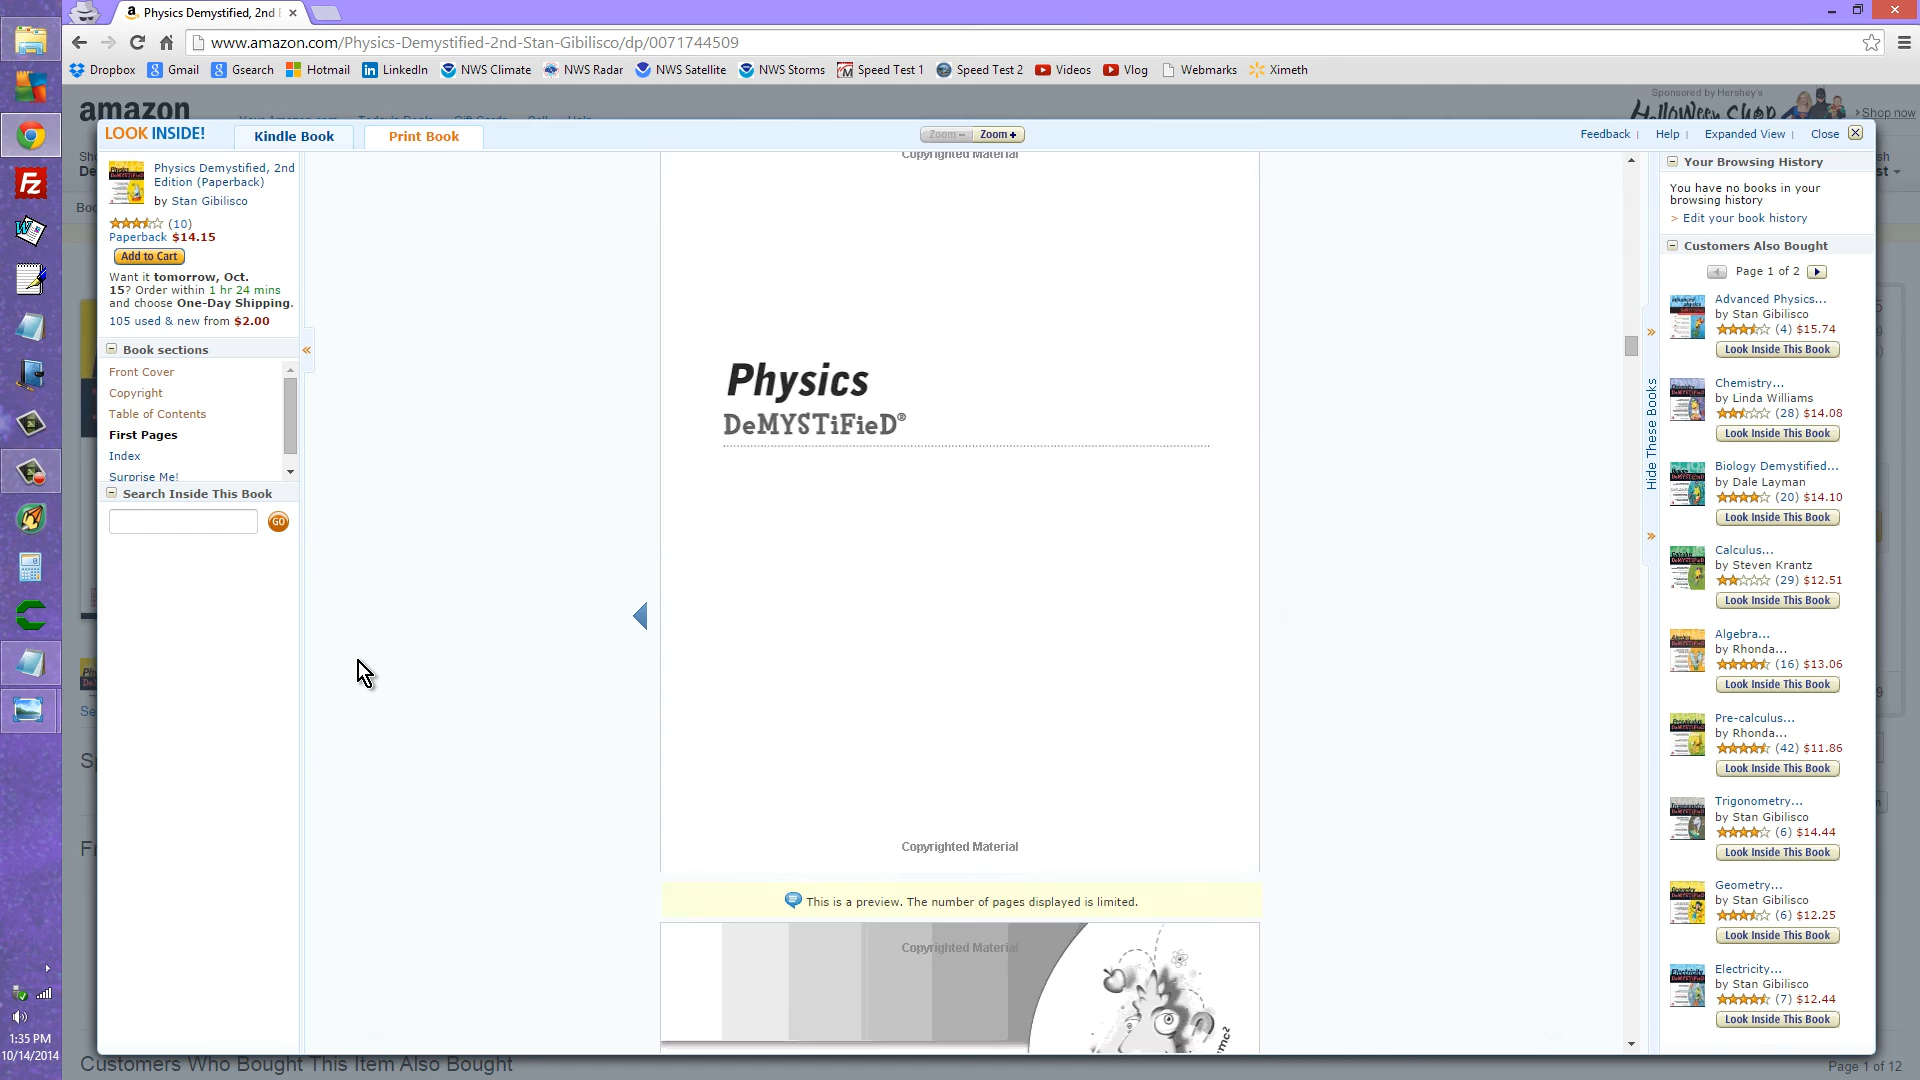 Physics Demystified, 2nd E
www.amazon.com/Physics-Demystified-2nd-Stan-Gibilisco/dp/0071744509
Dropbox Gmail Gsearch Hotmail LinkedIn NWS Climate NWS Radar NWS Satellite NWS Storms Speed Test 1 Speed Test 2 Videos Vlog Webmarks Ximeth
amazon
Sponsored by Hershey's
Halloween Shop
Shop now
LOOK INSIDE!
Kindle Book
Print Book
Zoom –
Zoom +
Feedback | Help | Expanded View | Close
Physics Demystified, 2nd
Edition (Paperback)
by Stan Gibilisco
(10)
Paperback $14.15
Add to Cart
Want it tomorrow, Oct.
15? Order within 1 hr 24 mins
and choose One-Day Shipping.
105 used & new from $2.00
Book sections
Front Cover
Copyright
Table of Contents
First Pages
Index
Surprise Me!
Search Inside This Book
GO
Copyrighted Material
Physics
DeMYSTiFieD®
Copyrighted Material
This is a preview. The number of pages displayed is limited.
Copyrighted Material
Hide These Books
Your Browsing History
You have no books in your
browsing history
> Edit your book history
Customers Also Bought
Page 1 of 2
Advanced Physics...
by Stan Gibilisco
(4) $15.74
Look Inside This Book
Chemistry...
by Linda Williams
(28) $14.08
Look Inside This Book
Biology Demystified...
by Dale Layman
(20) $14.10
Look Inside This Book
Calculus...
by Steven Krantz
(29) $12.51
Look Inside This Book
Algebra...
by Rhonda...
(16) $13.06
Look Inside This Book
Pre-calculus...
by Rhonda...
(42) $11.86
Look Inside This Book
Trigonometry...
by Stan Gibilisco
(6) $14.44
Look Inside This Book
Geometry...
by Stan Gibilisco
(6) $12.25
Look Inside This Book
Electricity...
by Stan Gibilisco
(7) $12.44
Look Inside This Book
1:35 PM
10/14/2014
Customers Who Bought This Item Also Bought
Page 1 of 12